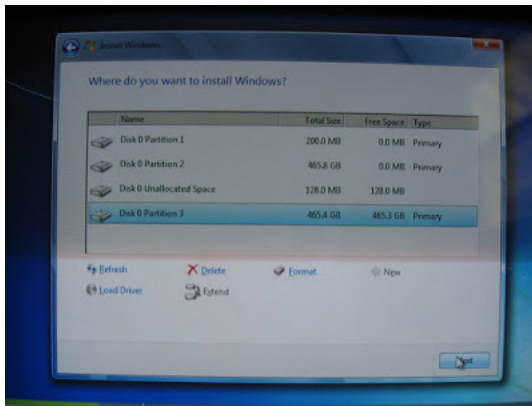 Install Windows
Where do you want to install Windows?
Name Total Size Free Space Type
Disk 0 Partition 1 200.0 MB 0.0 MB Primary
Disk 0 Partition 2 465.8 GB 0.0 MB Primary
Disk 0 Unallocated Space 128.0 MB 128.0 MB
Disk 0 Partition 3 465.4 GB 465.3 GB Primary
Refresh Delete Format New
Load Driver Extend
Next